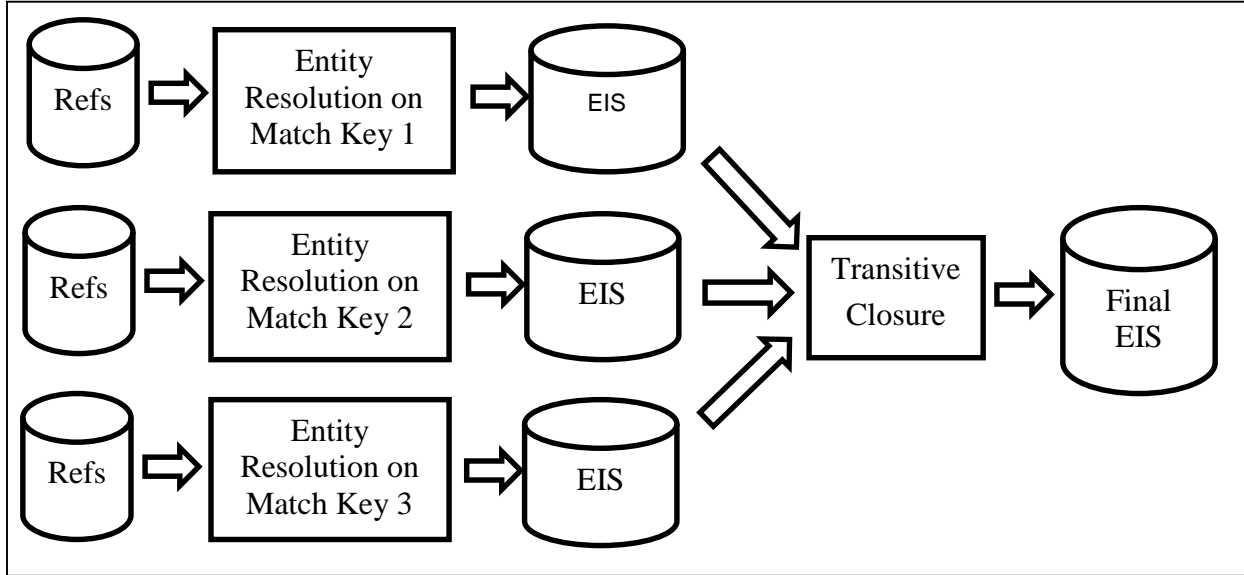 Refs
Entity
Resolution on
Match Key 1
EIS
Refs
Entity
Resolution on
Match Key 2
EIS
Refs
Entity
Resolution on
Match Key 3
EIS
Transitive
Closure
Final
EIS